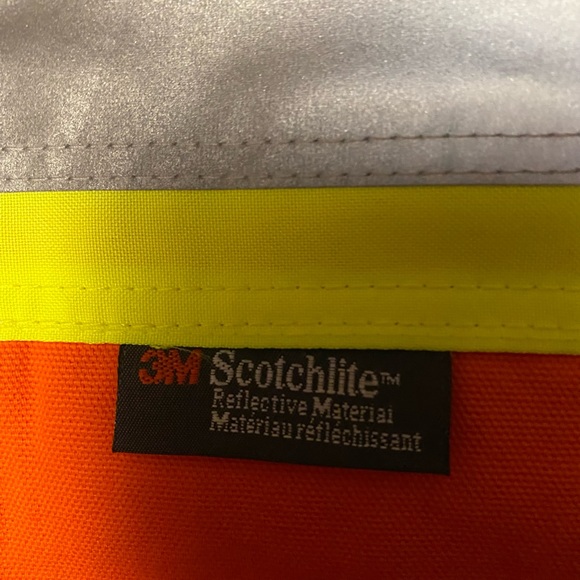 3M Scotchlite™
Reflective Material
Matériau réfléchissant